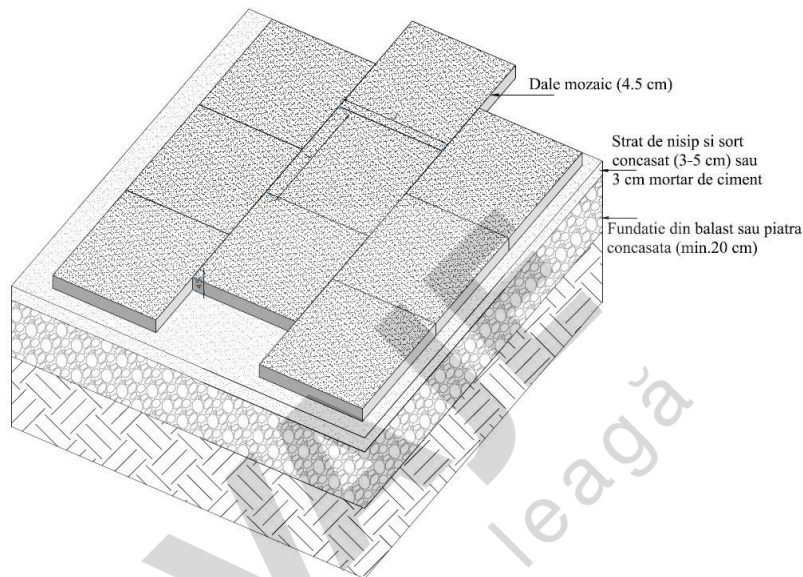 Dale mozaic (4.5 cm)
Strat de nisip si sort
concasat (3-5 cm) sau
3 cm mortar de ciment
Fundatie din balast sau piatra
concasata (min.20 cm)
leagă